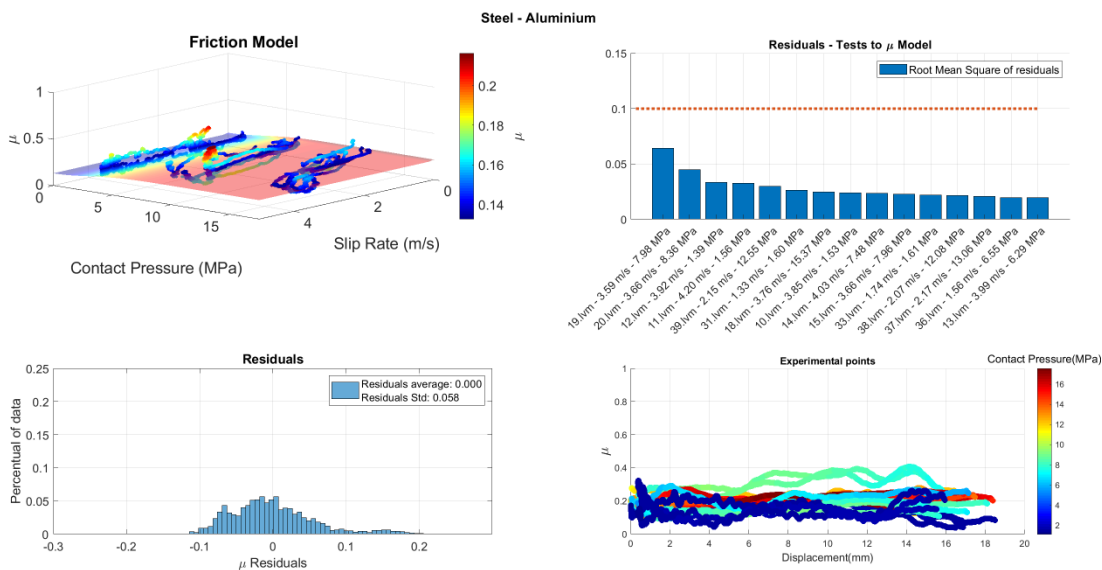 Steel - Aluminium
Friction Model
μ
1
0.5
0
0
5
10
15
4
2
0
Contact Pressure (MPa)
Slip Rate (m/s)
0.2
0.18
0.16
0.14
μ
Residuals - Tests to μ Model
Root Mean Square of residuals
0.15
0.1
0.05
0
19.lvm - 3.59 m/s - 7.98 MPa
20.lvm - 3.66 m/s - 8.36 MPa
12.lvm - 3.92 m/s - 1.39 MPa
11.lvm - 4.20 m/s - 1.56 MPa
39.lvm - 2.15 m/s - 12.55 MPa
31.lvm - 1.33 m/s - 1.60 MPa
18.lvm - 3.76 m/s - 15.37 MPa
10.lvm - 3.85 m/s - 1.53 MPa
14.lvm - 4.03 m/s - 7.48 MPa
15.lvm - 3.66 m/s - 7.96 MPa
33.lvm - 1.74 m/s - 1.61 MPa
38.lvm - 2.07 m/s - 12.08 MPa
37.lvm - 2.17 m/s - 13.06 MPa
36.lvm - 1.56 m/s - 6.55 MPa
13.lvm - 3.99 m/s - 6.29 MPa
Residuals
Residuals average: 0.000
Residuals Std: 0.058
Percentual of data
0.25
0.2
0.15
0.1
0.05
0
-0.3
-0.2
-0.1
0
0.1
0.2
μ Residuals
Experimental points
Contact Pressure(MPa)
μ
1
0.8
0.6
0.4
0.2
0
0
2
4
6
8
10
12
14
16
18
20
Displacement(mm)
16
14
12
10
8
6
4
2